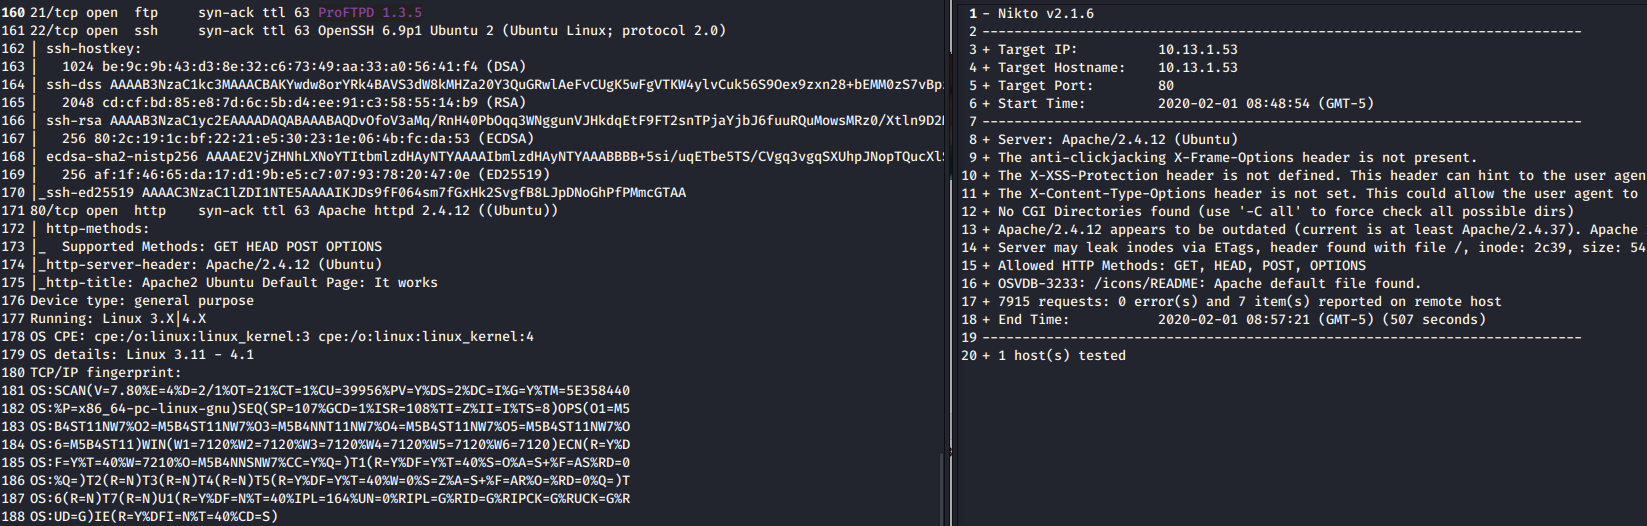 160 21/tcp open  ftp     syn-ack ttl 63 ProFTPD 1.3.5
161 22/tcp open  ssh     syn-ack ttl 63 OpenSSH 6.9p1 Ubuntu 2 (Ubuntu Linux; protocol 2.0)
162 | ssh-hostkey:
163 |   1024 be:9c:9b:43:d3:8e:32:c6:73:49:aa:33:a0:56:41:f4 (DSA)
164 | ssh-dss AAAAB3NzaC1kc3MAAACBAKYwdw8orYRk4BAVS3dW8kMHZa20Y3QuGRwlAeFvCUgK5wFgVTKW4ylvCuk56S9Oex9zxn28+bEMM0zS7vBp
165 |   2048 cd:cf:bd:85:e8:7d:6c:5b:d4:ee:91:c3:58:55:14:b9 (RSA)
166 | ssh-rsa AAAAB3NzaC1yc2EAAAADAQABAAABAQDvOfoV3aMq/RnH40PbOqq3WNggunVJHkdqEtF9FT2snTPjaYjbJ6fuuRQuMowsMRz0/Xtln9D2
167 |   256 80:2c:19:1c:bf:22:21:e5:30:23:1e:06:4b:fc:da:53 (ECDSA)
168 | ecdsa-sha2-nistp256 AAAAE2VjZHNhLXNoYTItbmlzdHAyNTYAAAAIbmlzdHAyNTYAAABBBB+5si/uqETbe5TS/CVgq3vgqSXUhpJNopTQucXl
169 |   256 af:1f:46:65:da:17:d1:9b:e5:c7:07:93:78:20:47:0e (ED25519)
170 |_ssh-ed25519 AAAAC3NzaC1lZDI1NTE5AAAAIKJDs9fF064sm7fGxHk2SvgfB8LJpDNoGhPfPMmcGTAA
171 80/tcp open  http    syn-ack ttl 63 Apache httpd 2.4.12 ((Ubuntu))
172 | http-methods:
173 |_  Supported Methods: GET HEAD POST OPTIONS
174 |_http-server-header: Apache/2.4.12 (Ubuntu)
175 |_http-title: Apache2 Ubuntu Default Page: It works
176 Device type: general purpose
177 Running: Linux 3.X|4.X
178 OS CPE: cpe:/o:linux:linux_kernel:3 cpe:/o:linux:linux_kernel:4
179 OS details: Linux 3.11 - 4.1
180 TCP/IP fingerprint:
181 OS:SCAN(V=7.80%E=4%D=2/1%OT=21%CT=1%CU=39956%PV=Y%DS=2%DC=I%G=Y%TM=5E358440
182 OS:%P=x86_64-pc-linux-gnu)SEQ(SP=107%GCD=1%ISR=108%TI=Z%II=I%TS=8)OPS(O1=M5
183 OS:B4ST11NW7%O2=M5B4ST11NW7%O3=M5B4NNT11NW7%O4=M5B4ST11NW7%O5=M5B4ST11NW7%O
184 OS:6=M5B4ST11)WIN(W1=7120%W2=7120%W3=7120%W4=7120%W5=7120%W6=7120)ECN(R=Y%D
185 OS:F=Y%T=40%W=7210%O=M5B4NNSNW7%CC=Y%Q=)T1(R=Y%DF=Y%T=40%S=O%A=S+%F=AS%RD=0
186 OS:%Q=)T2(R=N)T3(R=N)T4(R=N)T5(R=Y%DF=Y%T=40%W=0%S=Z%A=S+%F=AR%O=%RD=0%Q=)T
187 OS:6(R=N)T7(R=N)U1(R=Y%DF=N%T=40%IPL=164%UN=0%RIPL=G%RID=G%RIPCK=G%RUCK=G%R
188 OS:UD=G)IE(R=Y%DFI=N%T=40%CD=S)
1 - Nikto v2.1.6
2 ---------------------------------------------------------------------------
3 + Target IP:          10.13.1.53
4 + Target Hostname:    10.13.1.53
5 + Target Port:        80
6 + Start Time:         2020-02-01 08:48:54 (GMT-5)
7 ---------------------------------------------------------------------------
8 + Server: Apache/2.4.12 (Ubuntu)
9 + The anti-clickjacking X-Frame-Options header is not present.
10 + The X-XSS-Protection header is not defined. This header can hint to the user agen
11 + The X-Content-Type-Options header is not set. This could allow the user agent to
12 + No CGI Directories found (use '-C all' to force check all possible dirs)
13 + Apache/2.4.12 appears to be outdated (current is at least Apache/2.4.37). Apache
14 + Server may leak inodes via ETags, header found with file /, inode: 2c39, size: 54
15 + Allowed HTTP Methods: GET, HEAD, POST, OPTIONS
16 + OSVDB-3233: /icons/README: Apache default file found.
17 + 7915 requests: 0 error(s) and 7 item(s) reported on remote host
18 + End Time:           2020-02-01 08:57:21 (GMT-5) (507 seconds)
19 ---------------------------------------------------------------------------
20 + 1 host(s) tested